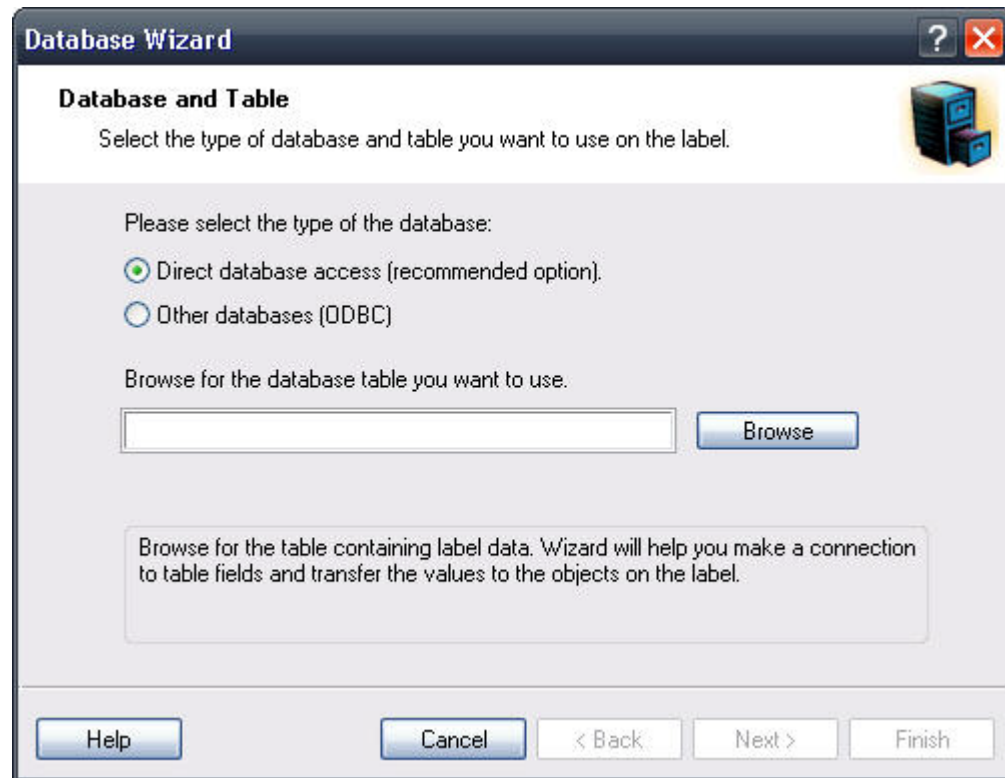 Database Wizard
?
Database and Table
Select the type of database and table you want to use on the label.
Please select the type of the database:
Direct database access (recommended option).
Other databases (ODBC)
Browse for the database table you want to use.
Browse
Browse for the table containing label data. Wizard will help you make a connection
to table fields and transfer the values to the objects on the label.
Help
Cancel
< Back
Next >
Finish